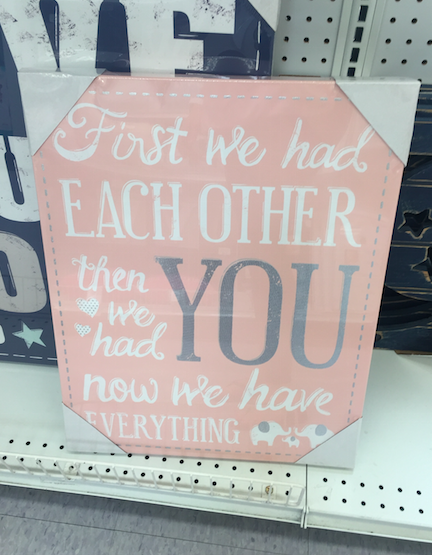 First we had
EACH OTHER
then
we
had
YOU
now we have
EVERYTHING